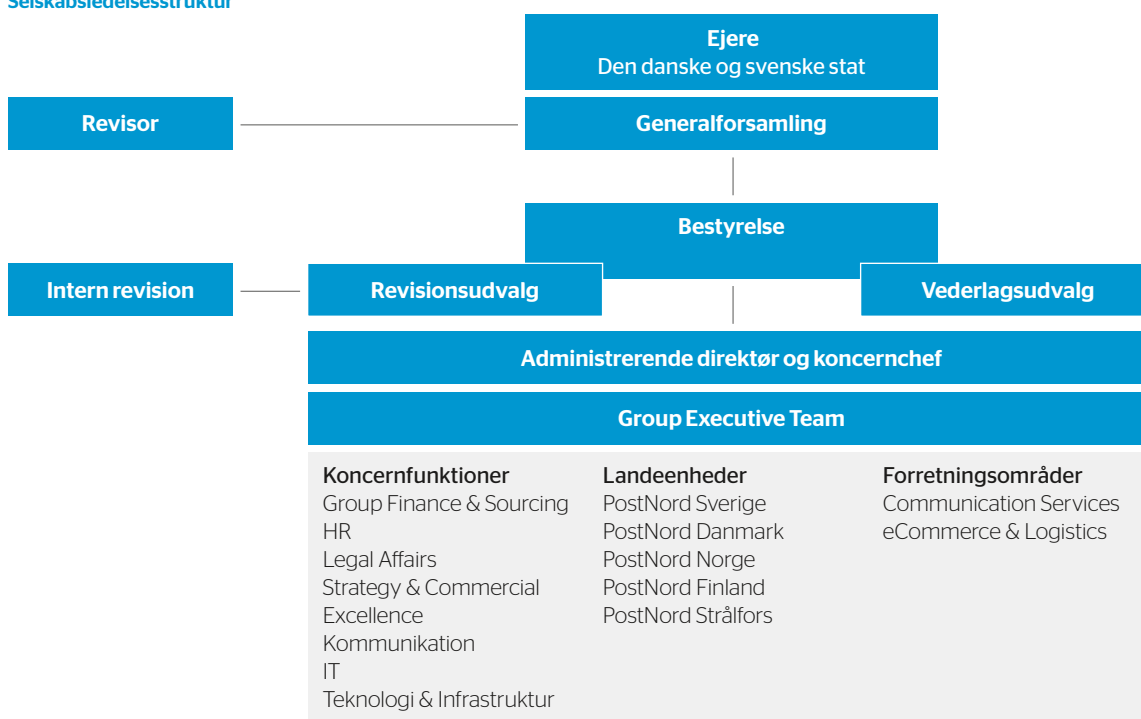 Selskabsledelsesstruktur
Ejere
Den danske og svenske stat
Revisor
Generalforsamling
Bestyrelse
Intern revision
Revisionsudvalg
Vederlagsudvalg
Administrerende direktør og koncernchef
Group Executive Team
Koncernfunktioner
Group Finance & Sourcing
HR
Legal Affairs
Strategy & Commercial
Excellence
Kommunikation
IT
Teknologi & Infrastruktur
Landeenheder
PostNord Sverige
PostNord Danmark
PostNord Norge
PostNord Finland
PostNord Strålfors
Forretningsområder
Communication Services
eCommerce & Logistics